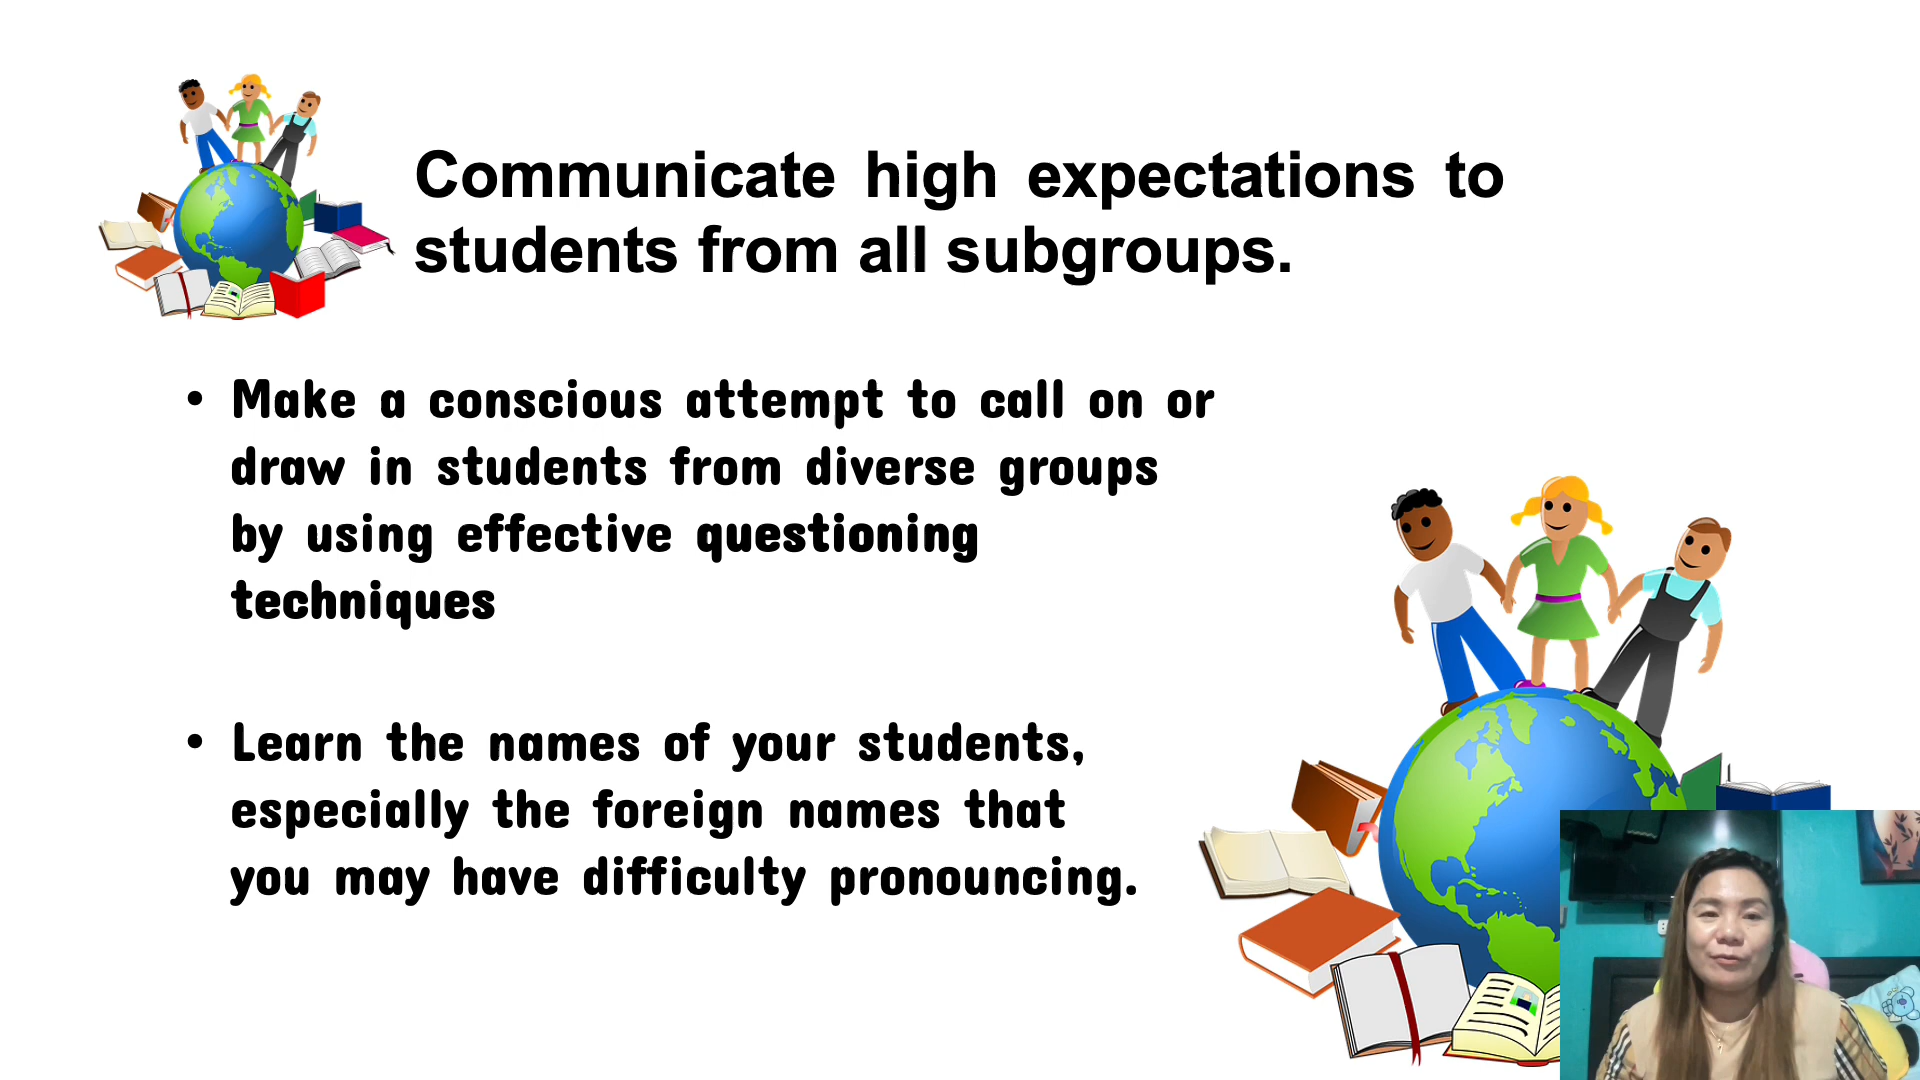 Communicate high expectations to
students from all subgroups.
• Make a conscious attempt to call on or
draw in students from diverse groups
by using effective questioning
techniques
• Learn the names of your students,
especially the foreign names that
you may have difficulty pronouncing.